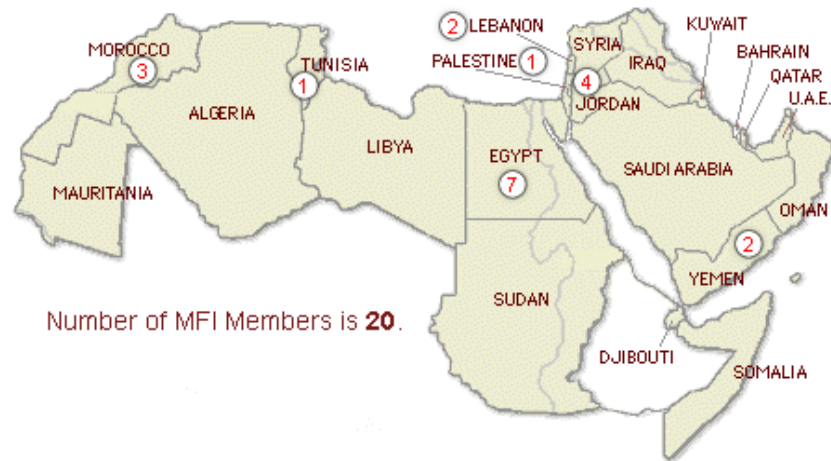 KUWAIT
② LEBANON
SYRIA
MOROCCO
BAHRAIN
TUNISIA
PALESTINE ①
IRAQ
QATAR
③
①
④
U.A.E.
ALGERIA
JORDAN
LIBYA
EGYPT
SAUDI ARABIA
⑦
MAURITANIA
OMAN
②
YEMEN
SUDAN
Number of MFI Members is 20.
DJIBOUTI
SOMALIA